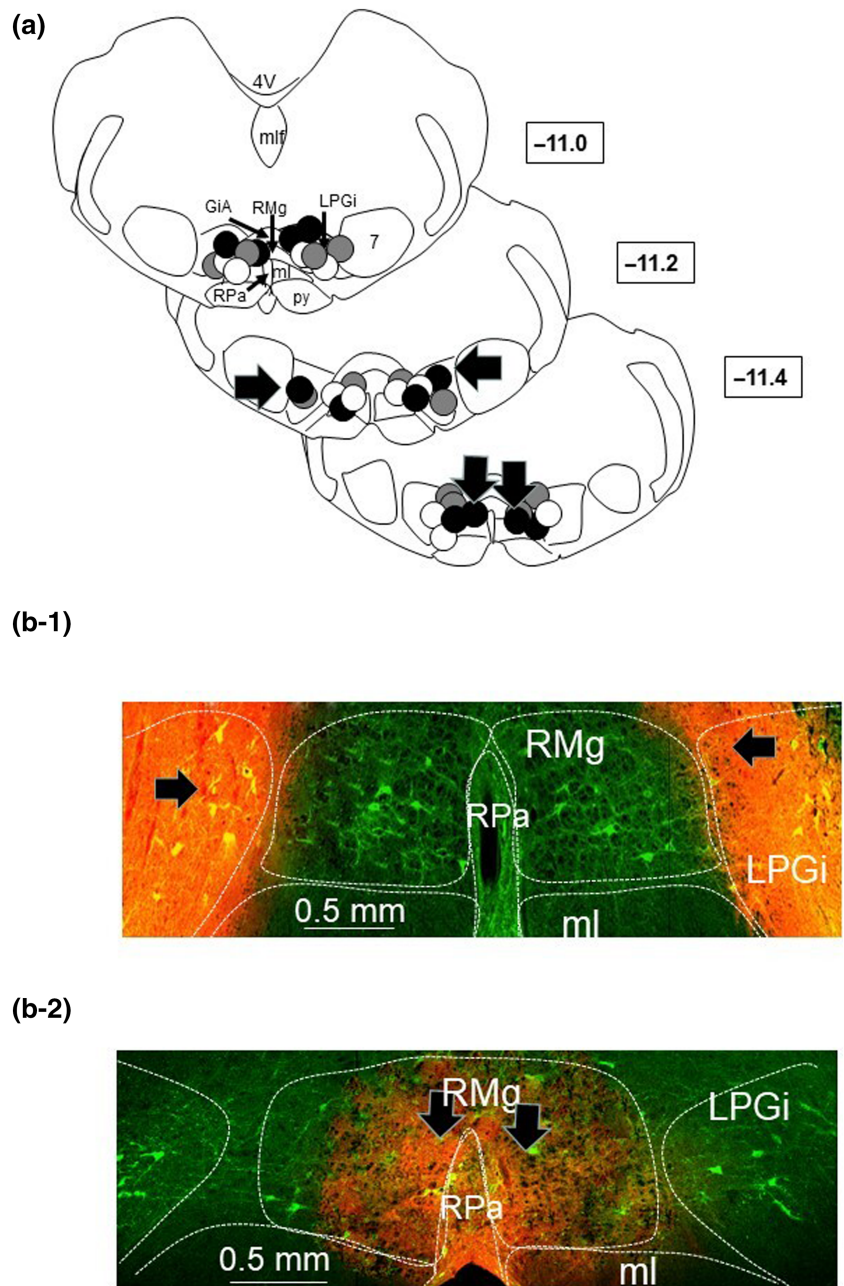 (a)
4V
mlf
–11.0
GiA RMg LPGi
7
ml
RPa py
–11.2
–11.4
(b-1)
RMg
RPa
LPGi
0.5 mm
ml
(b-2)
RMg
LPGi
RPa
0.5 mm
ml